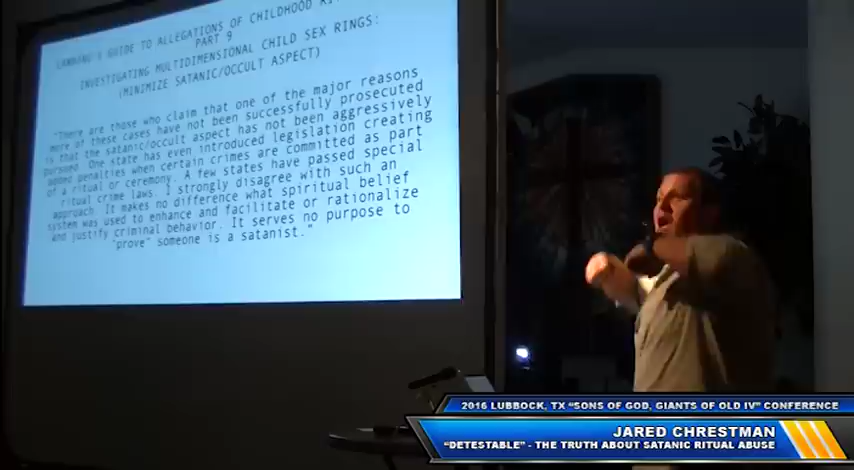 LANNING'S GUIDE TO ALLEGATIONS OF CHILDHOOD
PART 9
INVESTIGATING MULTIDIMENSIONAL CHILD SEX RINGS:
(MINIMIZE SATANIC/OCCULT ASPECT)
"There are those who claim that one of the major reasons
more of these cases have not been successfully prosecuted
is that the satanic/occult aspect has not been aggressively
pursued. One state has even introduced legislation creating
added penalties when certain crimes are committed as part
of a ritual or ceremony. A few states have passed special
ritual crime laws. I strongly disagree with such an
approach. It makes no difference what spiritual belief
system was used to enhance and facilitate or rationalize
and justify criminal behavior. It serves no purpose to
"prove" someone is a satanist."
2016 LUBBOCK, TX "SONS OF GOD, GIANTS OF OLD IV" CONFERENCE
JARED CHRESTMAN
"DETESTABLE" - THE TRUTH ABOUT SATANIC RITUAL ABUSE